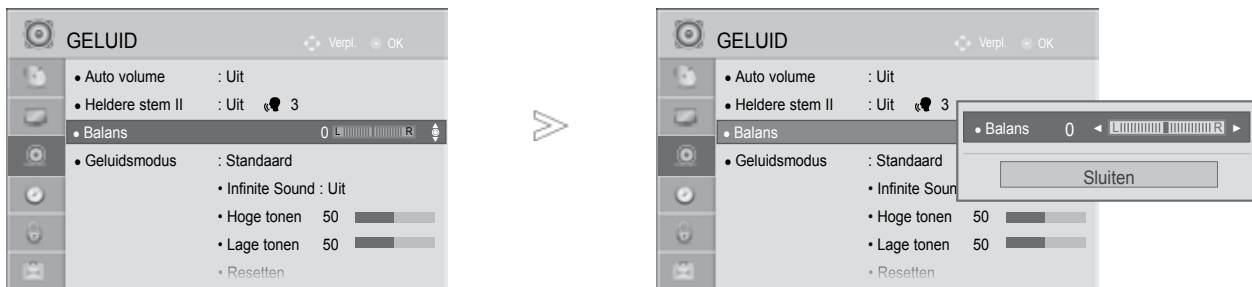 GELUID Verpl. OK
• Auto volume : Uit
• Heldere stem II : Uit 3
• Balans 0 L R
• Geluidsmodus : Standaard
• Infinite Sound : Uit
• Hoge tonen 50
• Lage tonen 50
• Resetten
GELUID Verpl. OK
• Auto volume : Uit
• Heldere stem II : Uit 3
• Balans
• Geluidsmodus : Standaard
• Infinite Soun
• Hoge tonen 50
• Lage tonen 50
• Resetten
• Balans 0 ◄ L R ►
Sluiten